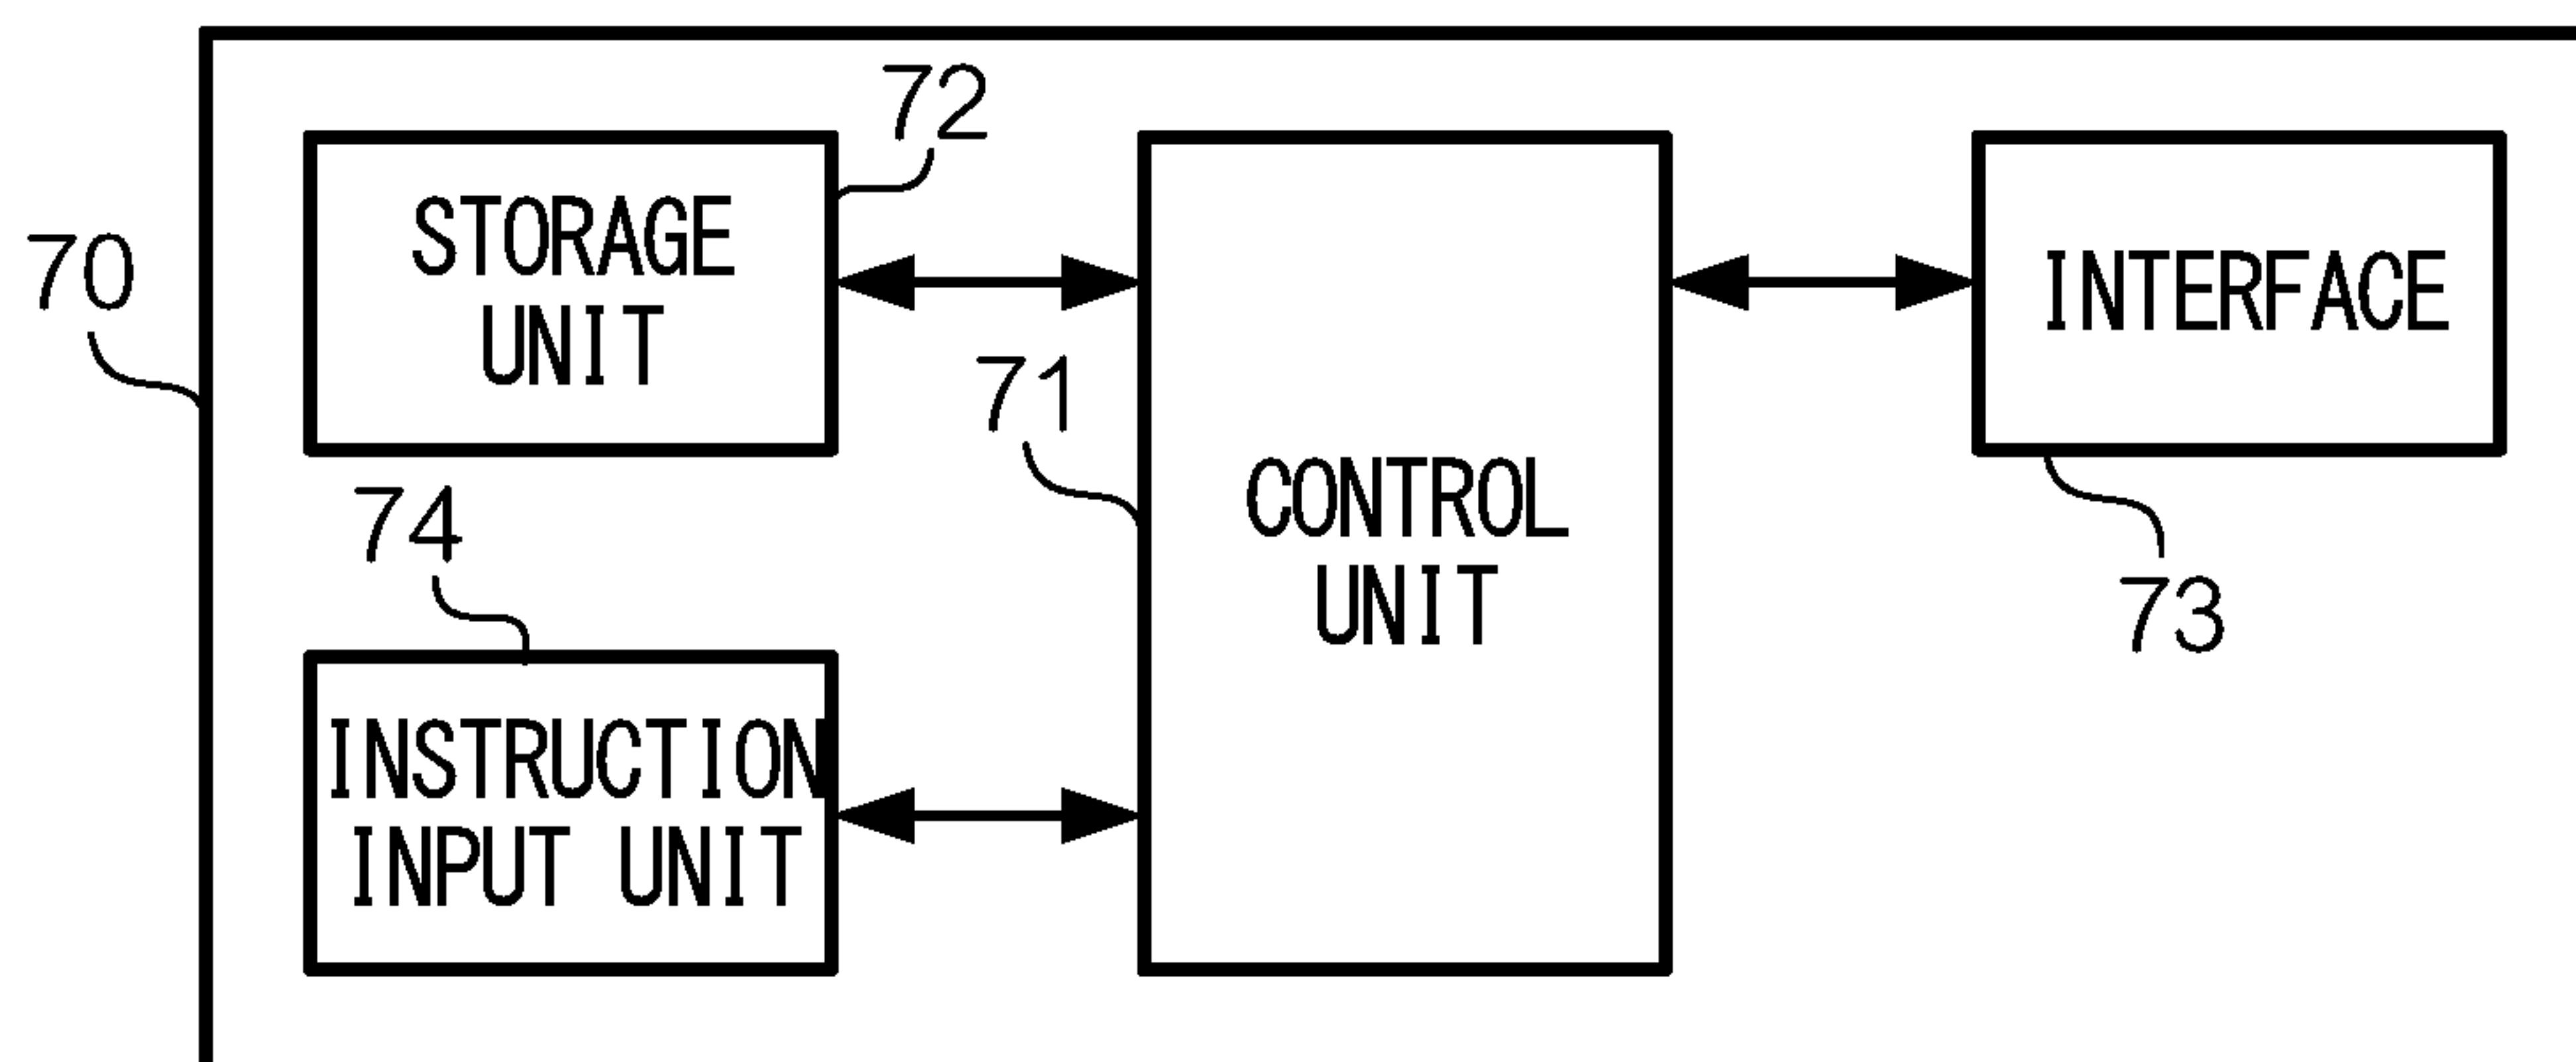 72
STORAGE
UNIT
70
INTERFACE
71
CONTROL
UNIT
74
73
INSTRUCTION
INPUT UNIT